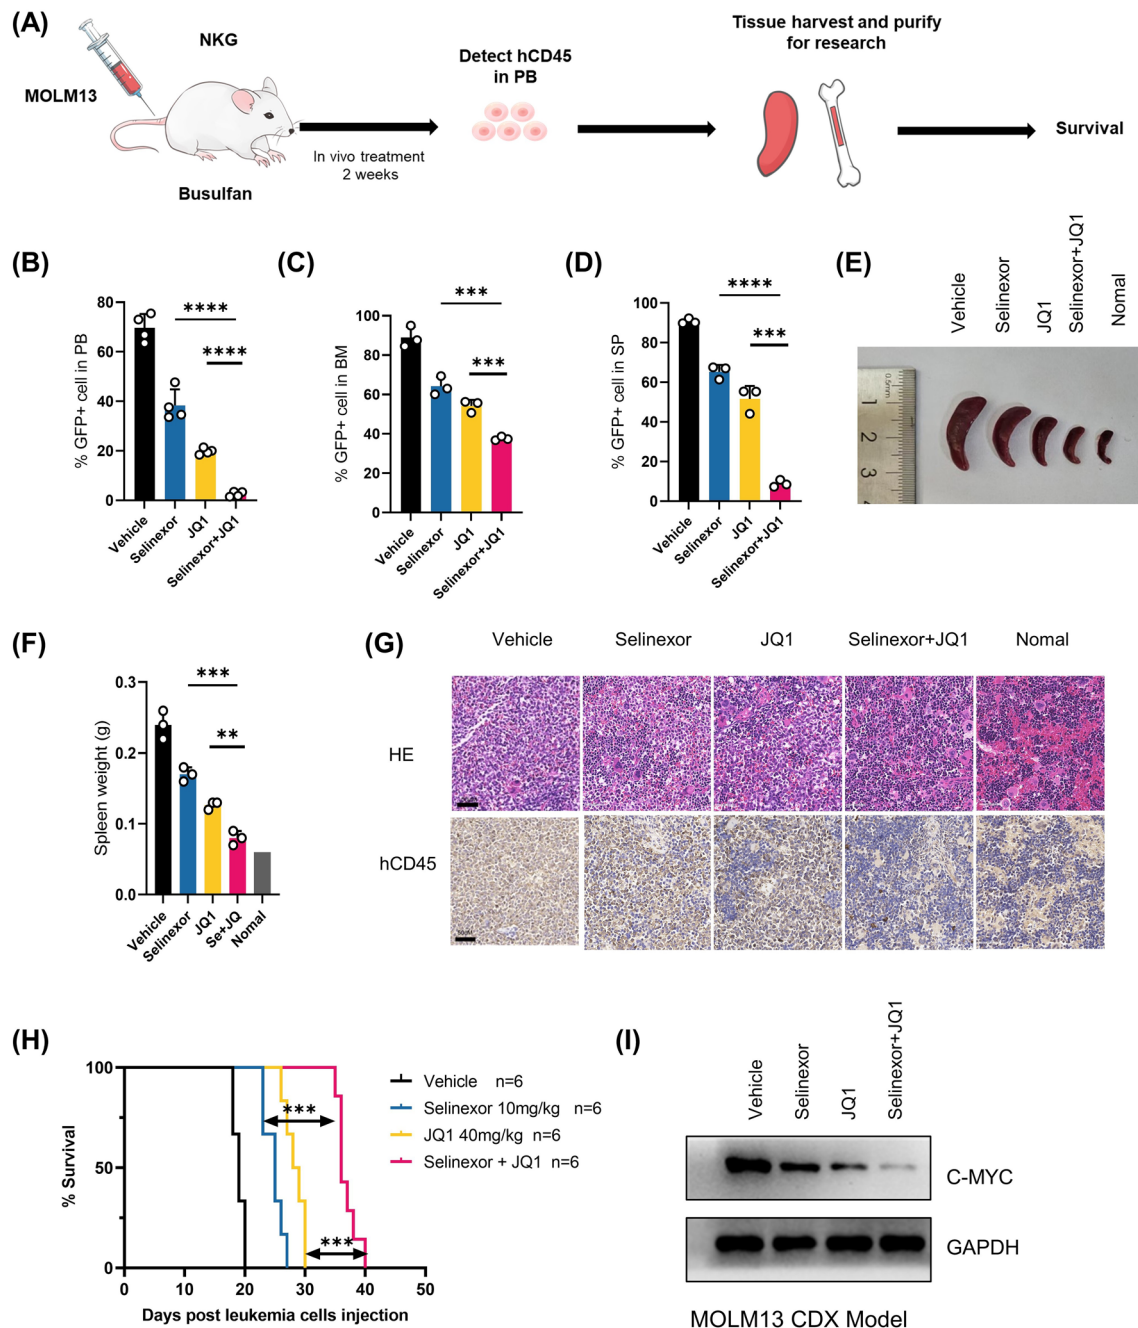 (A)
NKG
MOLM13
Busulfan
In vivo treatment
2 weeks
Detect hCD45
in PB
Tissue harvest and purify
for research
Survival
(B)
% GFP+ cell in PB
80
60
40
20
0
****
****
Vehicle
Selinexor
JQ1
Selinexor+JQ1
(C)
% GFP+ cell in BM
100
80
60
40
20
0
***
***
Vehicle
Selinexor
JQ1
Selinexor+JQ1
(D)
% GFP+ cell in SP
100
80
60
40
20
0
****
***
Vehicle
Selinexor
JQ1
Selinexor+JQ1
(E)
Vehicle
Selinexor
JQ1
Selinexor+JQ1
Nomal
0.5mm
1
2
3
(F)
Spleen weight (g)
0.3
0.2
0.1
0.0
***
**
Vehicle
Selinexor
JQ1
Se+JQ
Nomal
(G)
Vehicle
Selinexor
JQ1
Selinexor+JQ1
Nomal
HE
hCD45
(H)
% Survival
100
50
0
0
10
20
30
40
50
Days post leukemia cells injection
***
***
Vehicle n=6
Selinexor 10mg/kg n=6
JQ1 40mg/kg n=6
Selinexor + JQ1 n=6
(I)
Vehicle
Selinexor
JQ1
Selinexor+JQ1
C-MYC
GAPDH
MOLM13 CDX Model